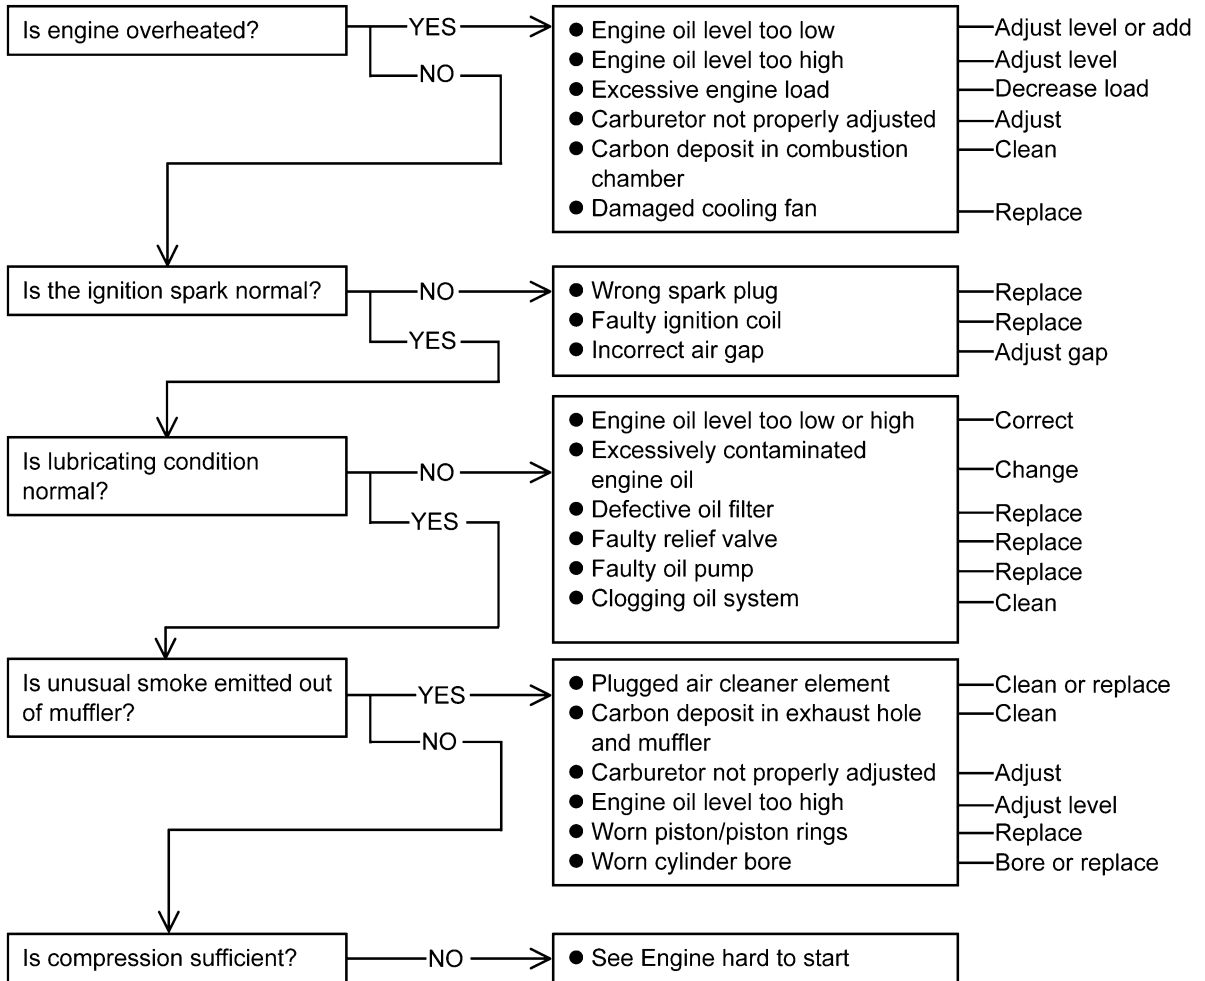 Is engine overheated?
YES
NO
● Engine oil level too low
Adjust level or add
● Engine oil level too high
Adjust level
● Excessive engine load
Decrease load
● Carburetor not properly adjusted
Adjust
● Carbon deposit in combustion
chamber
Clean
● Damaged cooling fan
Replace
Is the ignition spark normal?
NO
YES
● Wrong spark plug
Replace
● Faulty ignition coil
Replace
● Incorrect air gap
Adjust gap
Is lubricating condition
normal?
NO
YES
● Engine oil level too low or high
Correct
● Excessively contaminated
engine oil
Change
● Defective oil filter
Replace
● Faulty relief valve
Replace
● Faulty oil pump
Replace
● Clogging oil system
Clean
Is unusual smoke emitted out
of muffler?
YES
NO
● Plugged air cleaner element
Clean or replace
● Carbon deposit in exhaust hole
and muffler
Clean
● Carburetor not properly adjusted
Adjust
● Engine oil level too high
Adjust level
● Worn piston/piston rings
Replace
● Worn cylinder bore
Bore or replace
Is compression sufficient?
NO
● See Engine hard to start